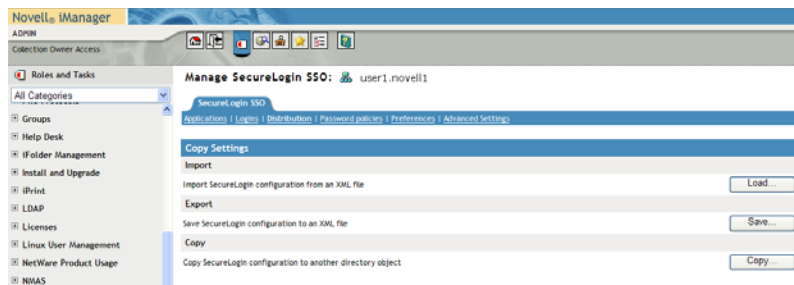 Novell® iManager
ADMIN
Collection Owner Access
Roles and Tasks
All Categories
Groups
Help Desk
iFolder Management
Install and Upgrade
iPrint
LDAP
Licenses
Linux User Management
NetWare Product Usage
NMAS
Manage SecureLogin SSO: user1.novell1
SecureLogin SSO
Applications | Logins | Distribution | Password policies | Preferences | Advanced Settings
Copy Settings
Import
Import SecureLogin configuration from an XML file Load...
Export
Save SecureLogin configuration to an XML file Save...
Copy
Copy SecureLogin configuration to another directory object Copy...